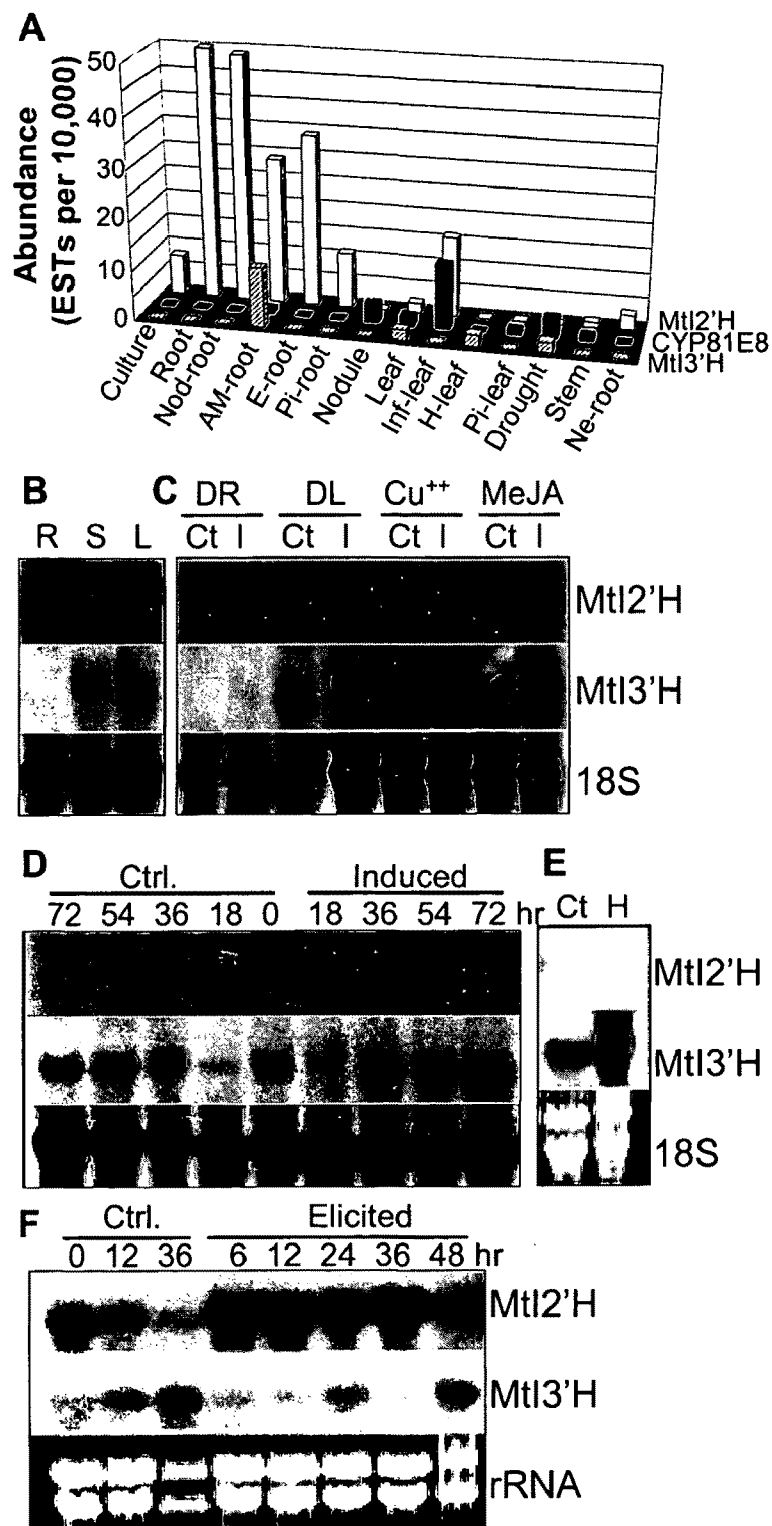 A
Abundance
(ESTs per 10,000)
50
40
30
20
10
0
Culture
Root
Nod-root
AM-root
E-root
Pi-root
Nodule
Leaf
Inf-leaf
H-leaf
Pi-leaf
Drought
Stem
Ne-root
MtI2'H
CYP81E8
MtI3'H
B
R S L
C
DR DL Cu++ MeJA
Ct I Ct I Ct I Ct I
MtI2'H
MtI3'H
18S
D
Ctrl. Induced
72 54 36 18 0 18 36 54 72 hr
E
Ct H
MtI2'H
MtI3'H
18S
F
Ctrl. Elicited
0 12 36 6 12 24 36 48 hr
MtI2'H
MtI3'H
rRNA